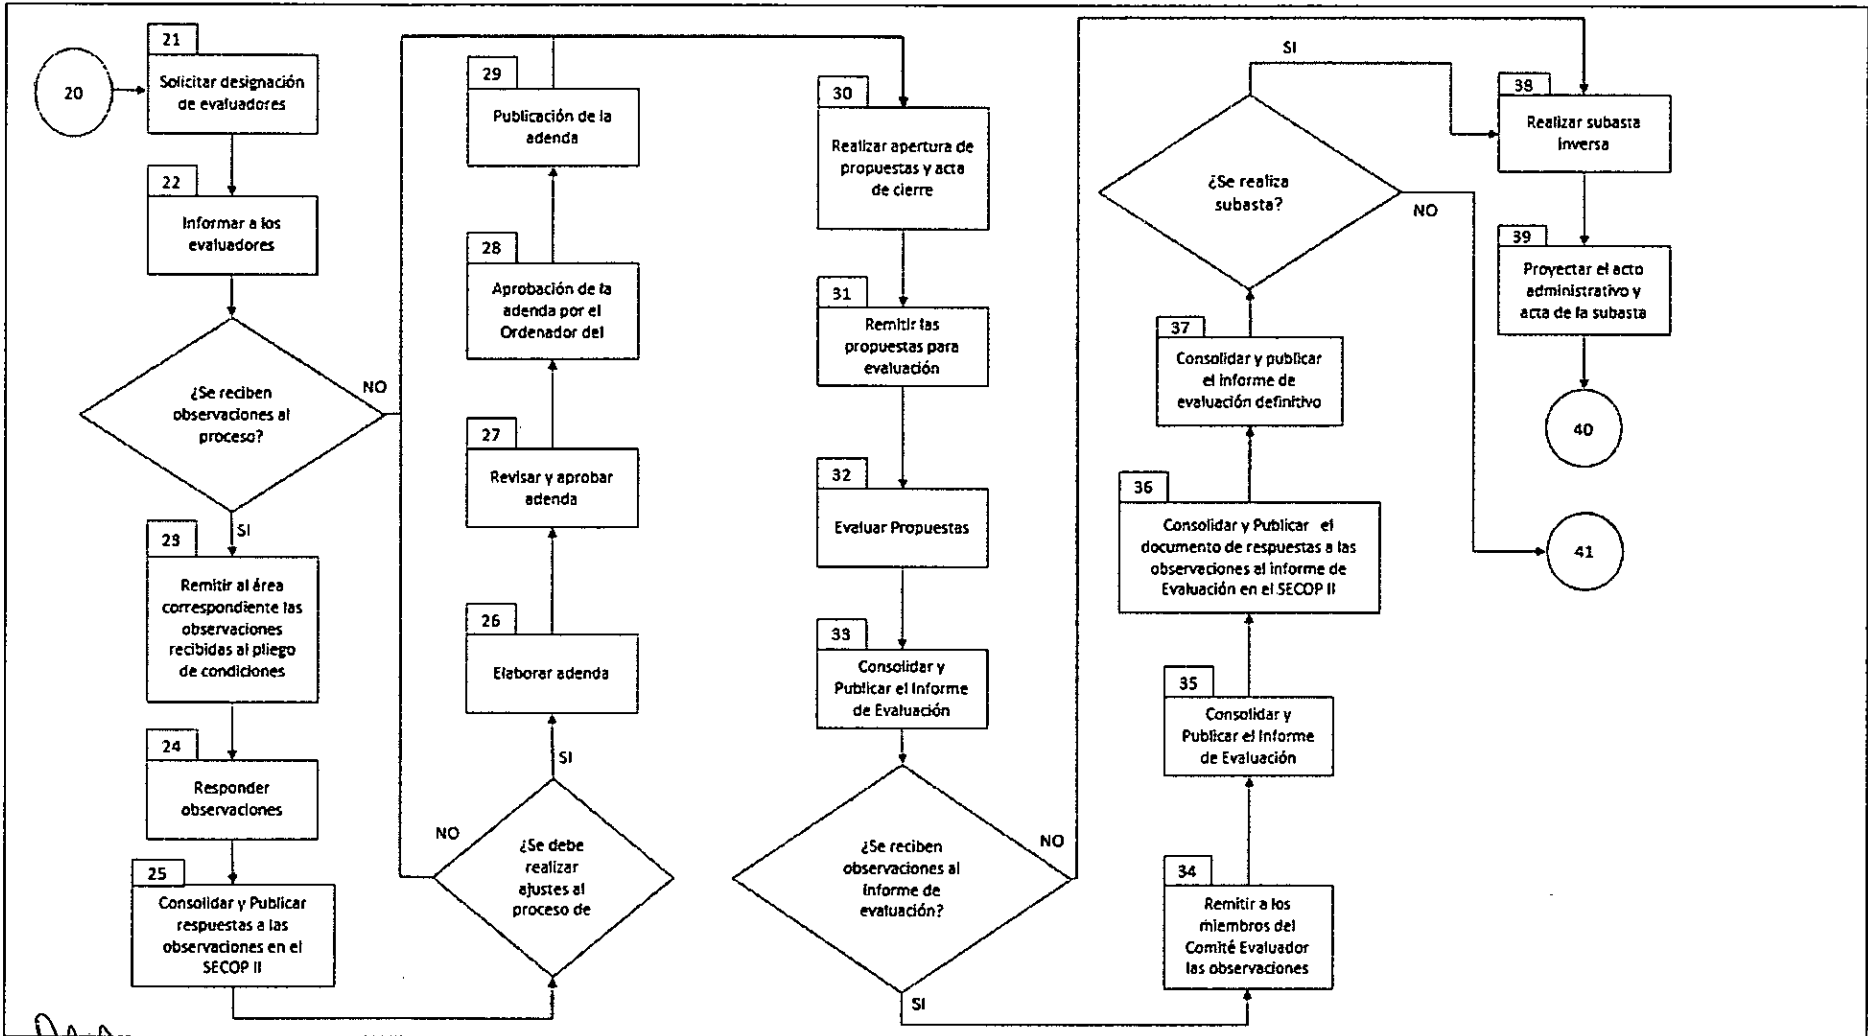 20
21
Solicitar designación
de evaluadores
22
Informar a los
evaluadores
¿Se reciben
observaciones al
proceso?
NO
SI
23
Remitir al área
correspondiente las
observaciones
recibidas al pliego
de condiciones
24
Responder
observaciones
25
Consolidar y Publicar
respuestas a las
observaciones en el
SECOP II
29
Publicación de la
adenda
28
Aprobación de la
adenda por el
Ordenador del
27
Revisar y aprobar
adenda
26
Elaborar adenda
SI
NO
¿Se debe
realizar
ajustes al
proceso de
30
Realizar apertura de
propuestas y acta
de cierre
31
Remitir las
propuestas para
evaluación
32
Evaluar Propuestas
33
Consolidar y
Publicar el Informe
de Evaluación
¿Se reciben
observaciones al
informe de
evaluación?
NO
SI
SI
¿Se realiza
subasta?
NO
37
Consolidar y publicar
el informe de
evaluación definitivo
36
Consolidar y Publicar el
documento de respuestas a las
observaciones al informe de
Evaluación en el SECOP II
35
Consolidar y
Publicar el Informe
de Evaluación
34
Remitir a los
miembros del
Comité Evaluador
las observaciones
38
Realizar subasta
inversa
39
Proyectar el acto
administrativo y
acta de la subasta
40
41